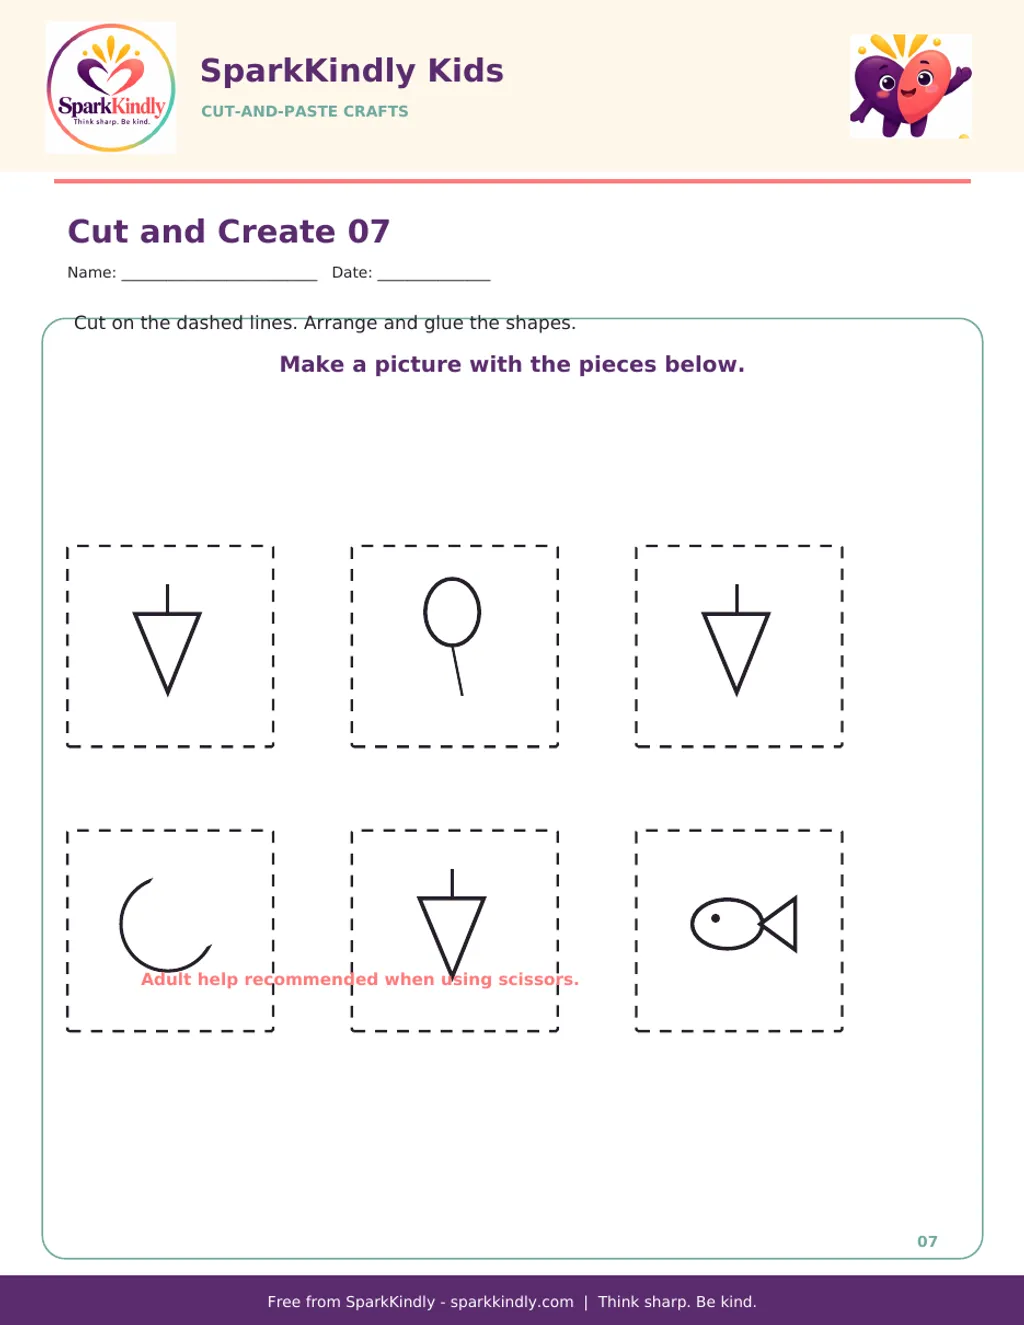 SparkKindly
Think sharp. Be kind.
SparkKindly Kids
CUT-AND-PASTE CRAFTS
Cut and Create 07
Name: __________________________ Date: _______________
Cut on the dashed lines. Arrange and glue the shapes.
Make a picture with the pieces below.
Adult help recommended when using scissors.
07
Free from SparkKindly - sparkkindly.com | Think sharp. Be kind.